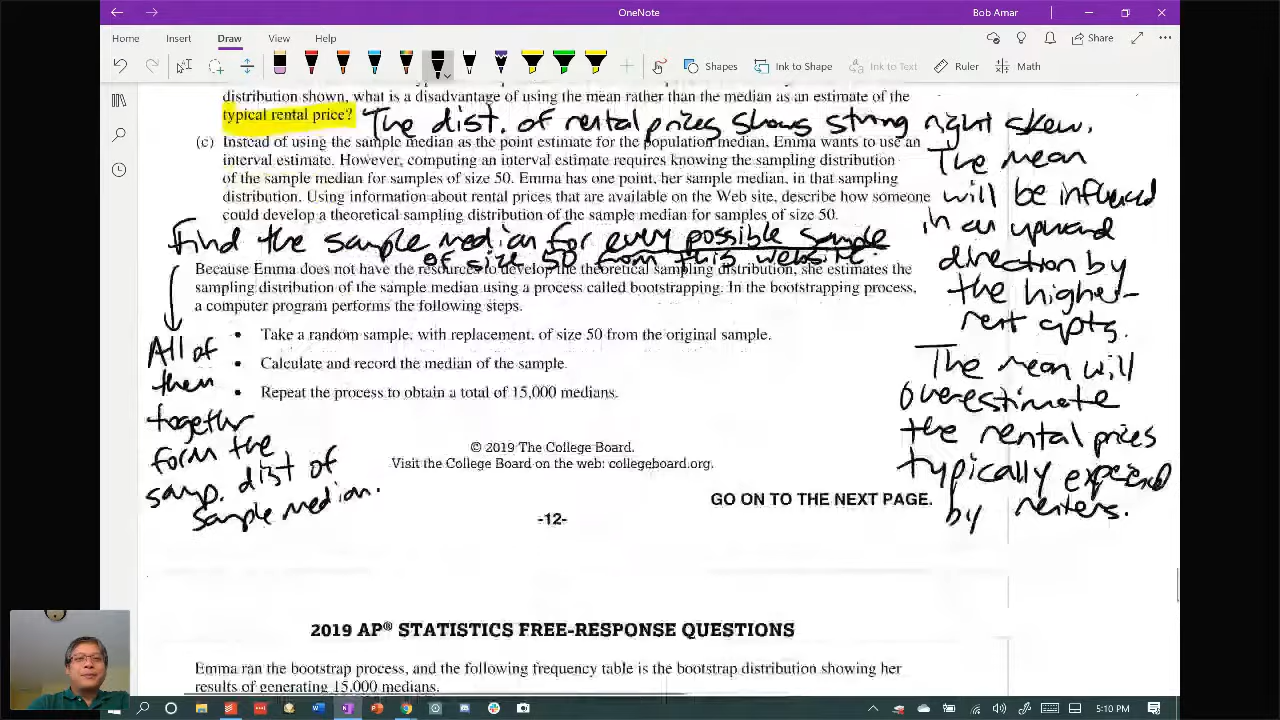 OneNote
Bob Amar
Home Insert Draw View Help
Share
Shapes Ink to Shape Ink to Text Ruler Math
distribution shown, what is a disadvantage of using the mean rather than the median as an estimate of the
typical rental price? The dist. of rental prices shows strong right skew.
(c) Instead of using the sample median as the point estimate for the population median, Emma wants to use an
interval estimate. However, computing an interval estimate requires knowing the sampling distribution
of the sample median for samples of size 50. Emma has one point, her sample median, in that sampling
distribution. Using information about rental prices that are available on the Web site, describe how someone
could develop a theoretical sampling distribution of the sample median for samples of size 50.
The mean
will be influenced
in an upward
direction by
the higher-
rent apts.
The mean will
overestimate
the rental prices
typically
by renters.
Find the sample median for every possible sample
of size 50 from this website.
All of
them
together
form the
samp. dist of
sample median.
Because Emma does not have the resources to develop the theoretical sampling distribution, she estimates the
sampling distribution of the sample median using a process called bootstrapping. In the bootstrapping process,
a computer program performs the following steps.
• Take a random sample, with replacement, of size 50 from the original sample.
• Calculate and record the median of the sample.
• Repeat the process to obtain a total of 15,000 medians.
© 2019 The College Board.
Visit the College Board on the web: collegeboard.org.
GO ON TO THE NEXT PAGE.
-12-
2019 AP® STATISTICS FREE-RESPONSE QUESTIONS
Emma ran the bootstrap process, and the following frequency table is the bootstrap distribution showing her
results of generating 15,000 medians.
5:10 PM